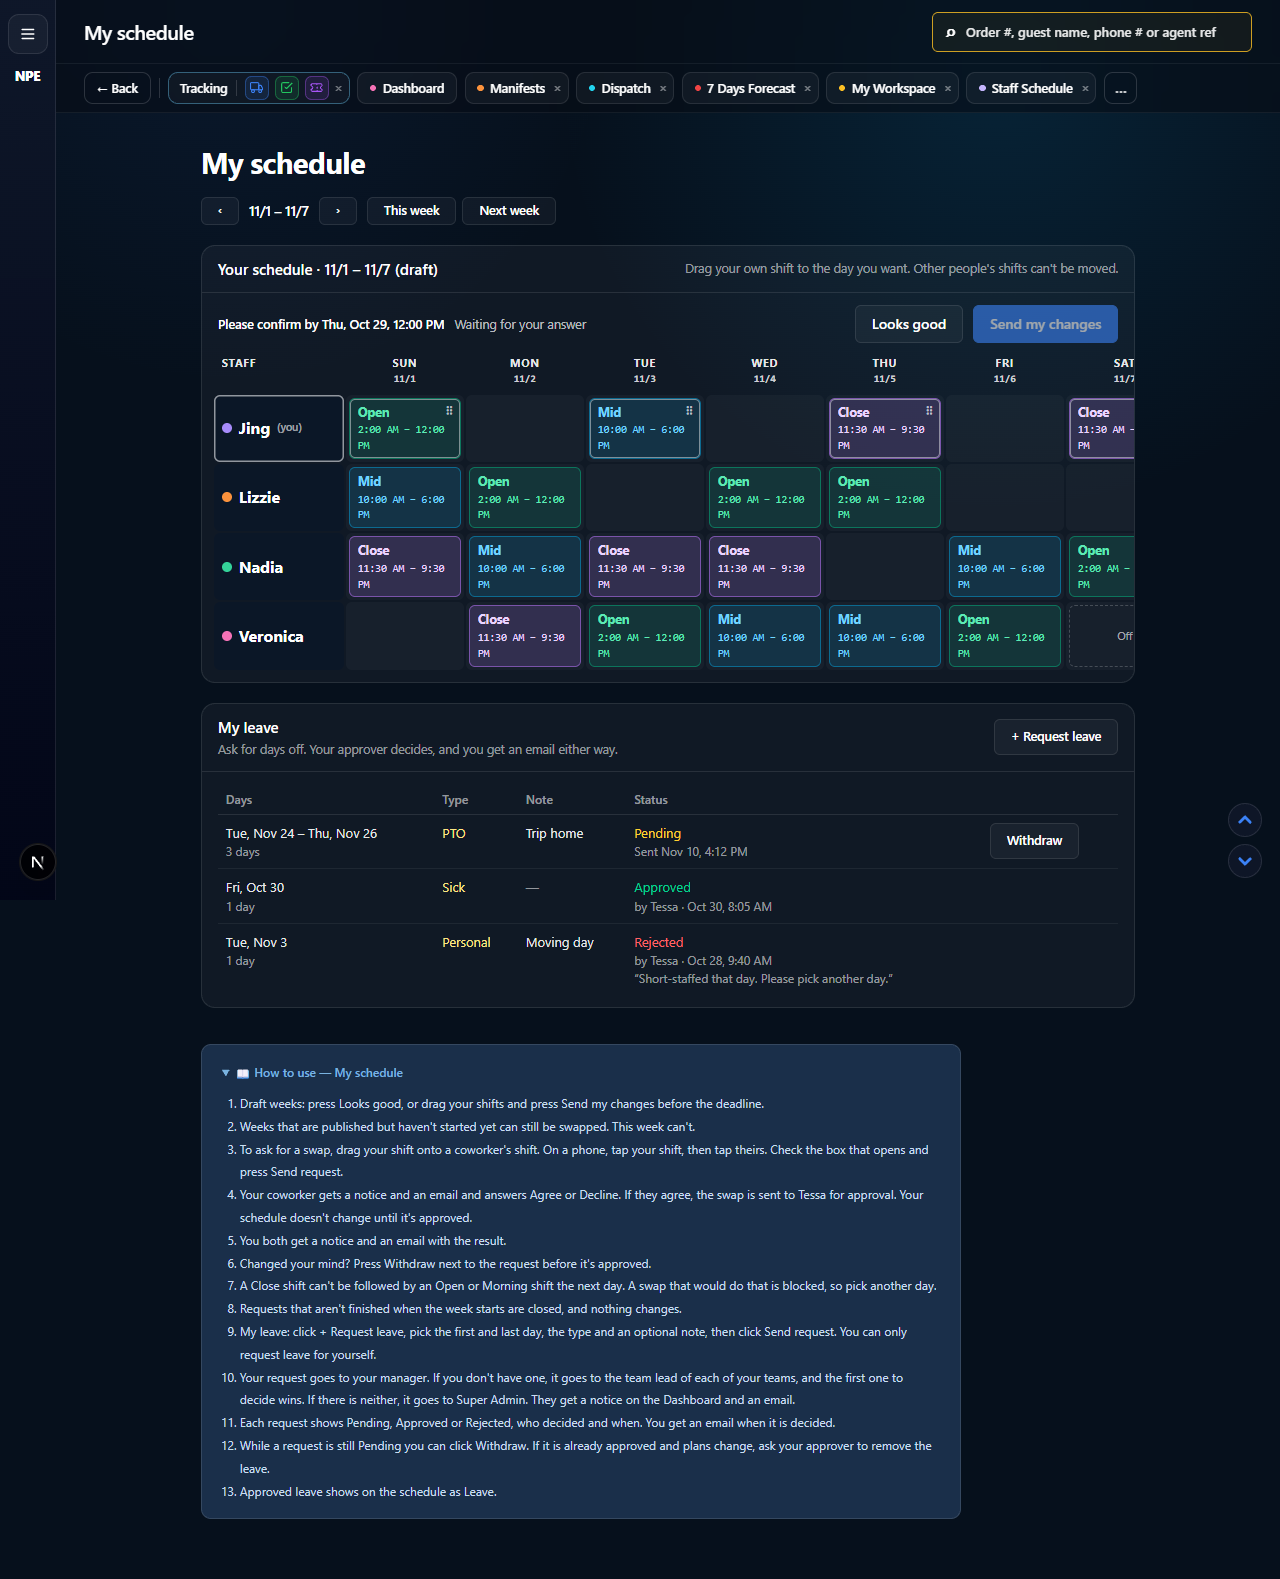 My schedule
Order #, guest name, phone # or agent ref
NPE
← Back
Tracking ×
Dashboard
Manifests ×
Dispatch ×
7 Days Forecast ×
My Workspace ×
Staff Schedule ×
...
My schedule
‹ 11/1 – 11/7 › This week Next week
Your schedule · 11/1 – 11/7 (draft)
Drag your own shift to the day you want. Other people's shifts can't be moved.
Please confirm by Thu, Oct 29, 12:00 PM Waiting for your answer
Looks good Send my changes
STAFF SUN MON TUE WED THU FRI SAT
11/1 11/2 11/3 11/4 11/5 11/6 11/7
Jing (you)
Open
2:00 AM – 12:00
PM
Mid
10:00 AM – 6:00
PM
Close
11:30 AM – 9:30
PM
Close
11:30 AM –
PM
Lizzie
Mid
10:00 AM – 6:00
PM
Open
2:00 AM – 12:00
PM
Open
2:00 AM – 12:00
PM
Open
2:00 AM – 12:00
PM
Nadia
Close
11:30 AM – 9:30
PM
Mid
10:00 AM – 6:00
PM
Close
11:30 AM – 9:30
PM
Close
11:30 AM – 9:30
PM
Mid
10:00 AM – 6:00
PM
Open
2:00 AM –
PM
Veronica
Close
11:30 AM – 9:30
PM
Open
2:00 AM – 12:00
PM
Mid
10:00 AM – 6:00
PM
Mid
10:00 AM – 6:00
PM
Open
2:00 AM – 12:00
PM
Off
My leave
Ask for days off. Your approver decides, and you get an email either way.
+ Request leave
Days Type Note Status
Tue, Nov 24 – Thu, Nov 26 PTO Trip home Pending
3 days Sent Nov 10, 4:12 PM
Withdraw
Fri, Oct 30 Sick — Approved
1 day by Tessa · Oct 30, 8:05 AM
Tue, Nov 3 Personal Moving day Rejected
1 day by Tessa · Oct 28, 9:40 AM
“Short-staffed that day. Please pick another day.”
N
▼ 📖 How to use — My schedule
1. Draft weeks: press Looks good, or drag your shifts and press Send my changes before the deadline.
2. Weeks that are published but haven't started yet can still be swapped. This week can't.
3. To ask for a swap, drag your shift onto a coworker's shift. On a phone, tap your shift, then tap theirs. Check the box that opens and
press Send request.
4. Your coworker gets a notice and an email and answers Agree or Decline. If they agree, the swap is sent to Tessa for approval. Your
schedule doesn't change until it's approved.
5. You both get a notice and an email with the result.
6. Changed your mind? Press Withdraw next to the request before it's approved.
7. A Close shift can't be followed by an Open or Morning shift the next day. A swap that would do that is blocked, so pick another day.
8. Requests that aren't finished when the week starts are closed, and nothing changes.
9. My leave: click + Request leave, pick the first and last day, the type and an optional note, then click Send request. You can only
request leave for yourself.
10. Your request goes to your manager. If you don't have one, it goes to the team lead of each of your teams, and the first one to
decide wins. If there is neither, it goes to Super Admin. They get a notice on the Dashboard and an email.
11. Each request shows Pending, Approved or Rejected, who decided and when. You get an email when it is decided.
12. While a request is still Pending you can click Withdraw. If it is already approved and plans change, ask your approver to remove the
leave.
13. Approved leave shows on the schedule as Leave.